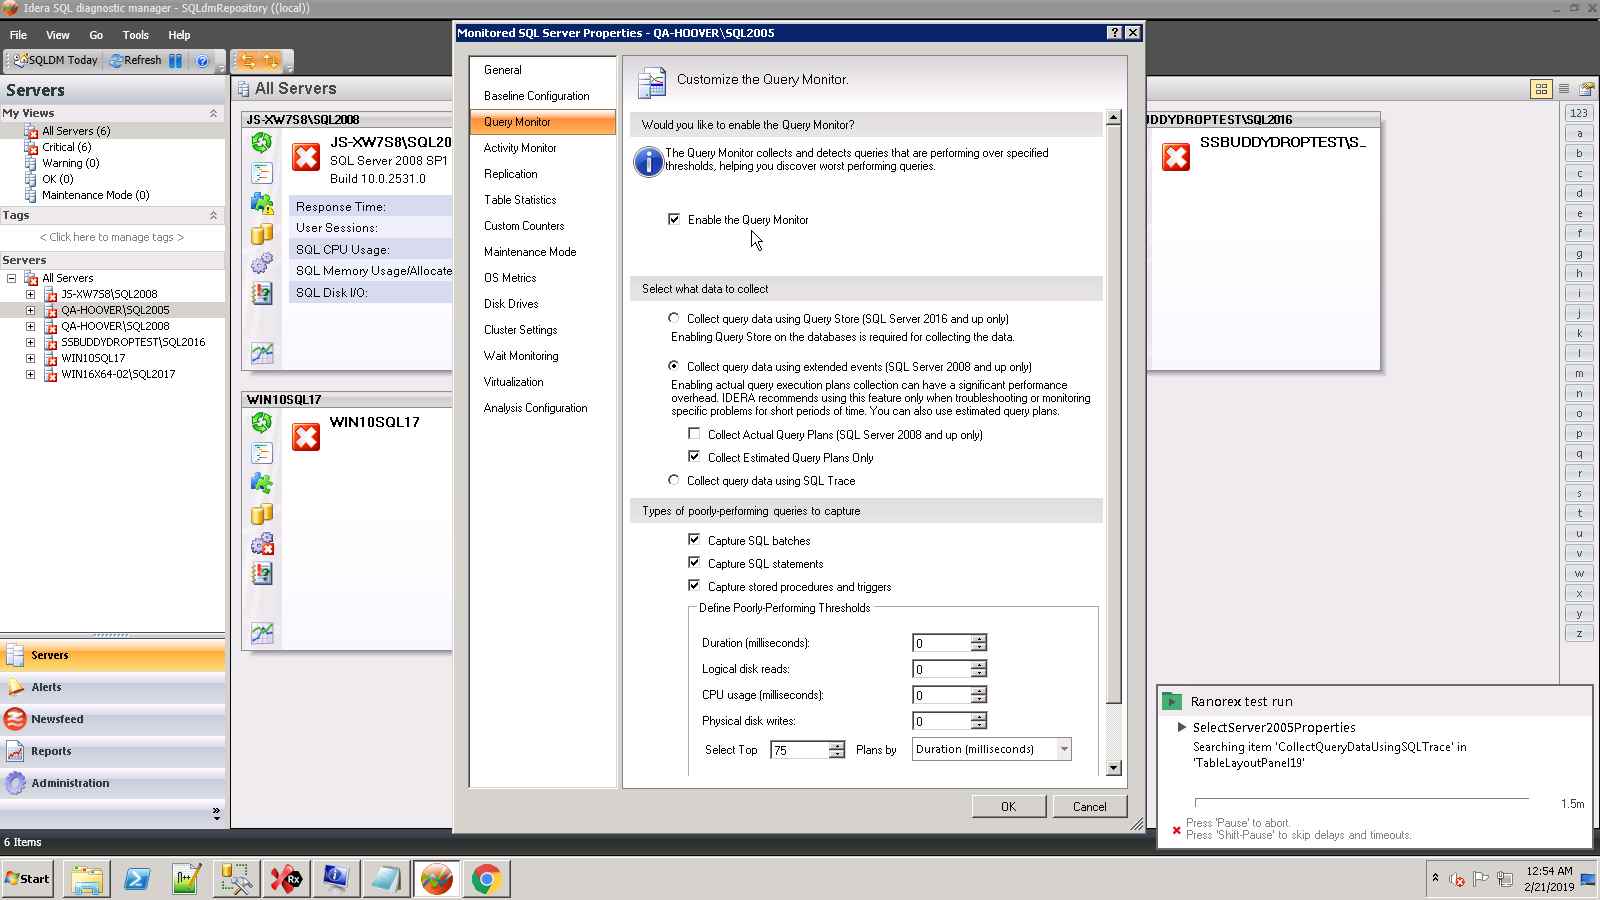 Idera SQL diagnostic manager - SQLdmRepository ((local))
File View Go Tools Help
SQLDM Today Refresh
Servers
My Views
All Servers (6)
Critical (6)
Warning (0)
OK (0)
Maintenance Mode (0)
Tags
< Click here to manage tags >
Servers
All Servers
JS-XW7S8\SQL2008
QA-HOOVER\SQL2005
QA-HOOVER\SQL2008
SSBUDDYDROPTEST\SQL2016
WIN10SQL17
WIN16X64-02\SQL2017
Servers
Alerts
Newsfeed
Reports
Administration
6 Items
All Servers
JS-XW7S8\SQL2008
JS-XW7S8\SQL20
SQL Server 2008 SP1
Build 10.0.2531.0
Response Time:
User Sessions:
SQL CPU Usage:
SQL Memory Usage/Allocate
SQL Disk I/O:
WIN10SQL17
WIN10SQL17
Monitored SQL Server Properties - QA-HOOVER\SQL2005
General
Baseline Configuration
Query Monitor
Activity Monitor
Replication
Table Statistics
Custom Counters
Maintenance Mode
OS Metrics
Disk Drives
Cluster Settings
Wait Monitoring
Virtualization
Analysis Configuration
Customize the Query Monitor.
Would you like to enable the Query Monitor?
The Query Monitor collects and detects queries that are performing over specified
thresholds, helping you discover worst performing queries.
Enable the Query Monitor
Select what data to collect
Collect query data using Query Store (SQL Server 2016 and up only)
Enabling Query Store on the databases is required for collecting the data.
Collect query data using extended events (SQL Server 2008 and up only)
Enabling actual query execution plans collection can have a significant performance
overhead. IDERA recommends using this feature only when troubleshooting or monitoring
specific problems for short periods of time. You can also use estimated query plans.
Collect Actual Query Plans (SQL Server 2008 and up only)
Collect Estimated Query Plans Only
Collect query data using SQL Trace
Types of poorly-performing queries to capture
Capture SQL batches
Capture SQL statements
Capture stored procedures and triggers
Define Poorly-Performing Thresholds
Duration (milliseconds): 0
Logical disk reads: 0
CPU usage (milliseconds): 0
Physical disk writes: 0
Select Top 75 Plans by Duration (milliseconds)
OK Cancel
JDDYDROPTEST\SQL2016
SSBUDDYDROPTEST\S...
123
a
b
c
d
e
f
g
h
i
j
k
l
m
n
o
p
q
r
s
t
u
v
w
x
y
z
Ranorex test run
SelectServer2005Properties
Searching item 'CollectQueryDataUsingSQLTrace' in
'TableLayoutPanel19'
1.5m
Press 'Pause' to abort.
Press 'Shift-Pause' to skip delays and timeouts.
Start
12:54 AM
2/21/2019